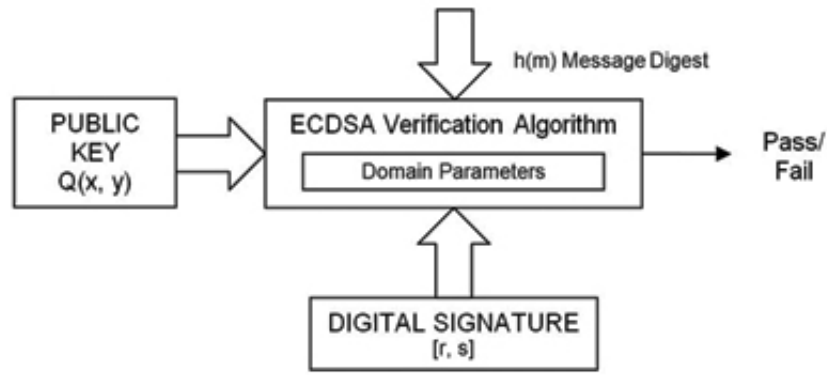 h(m) Message Digest
PUBLIC
KEY
Q(x, y)
ECDSA Verification Algorithm
Domain Parameters
Pass/
Fail
DIGITAL SIGNATURE
[r, s]